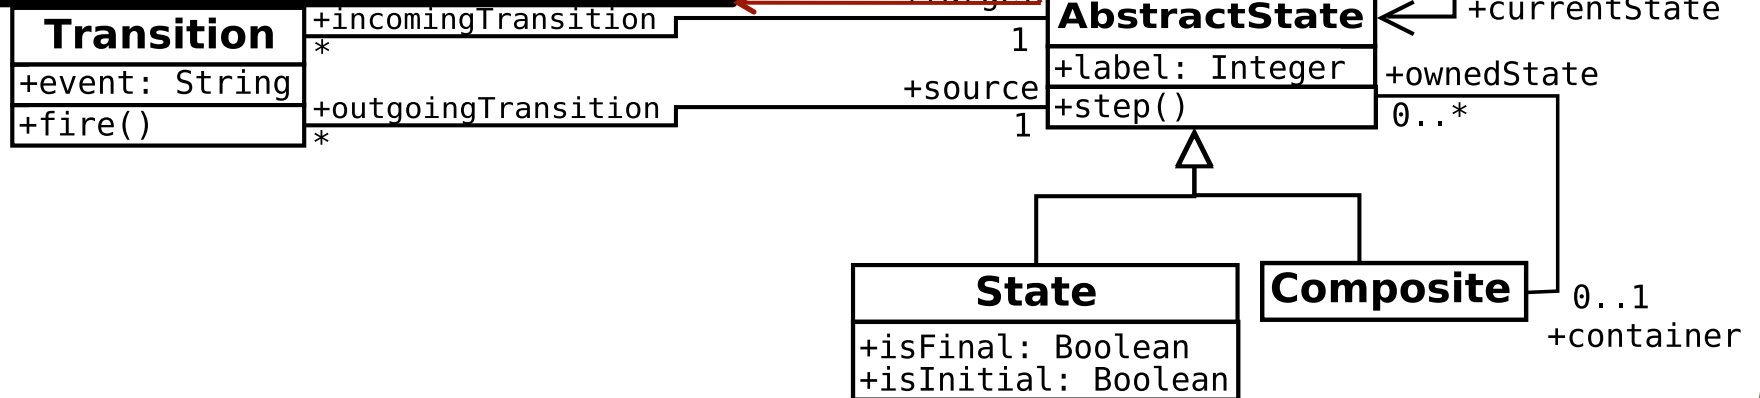 Transition
+event: String
+fire()
+incomingTransition
*
1
+outgoingTransition
*
+source
1
AbstractState
+label: Integer
+step()
+currentState
+ownedState
0..*
State
+isFinal: Boolean
+isInitial: Boolean
Composite
0..1
+container